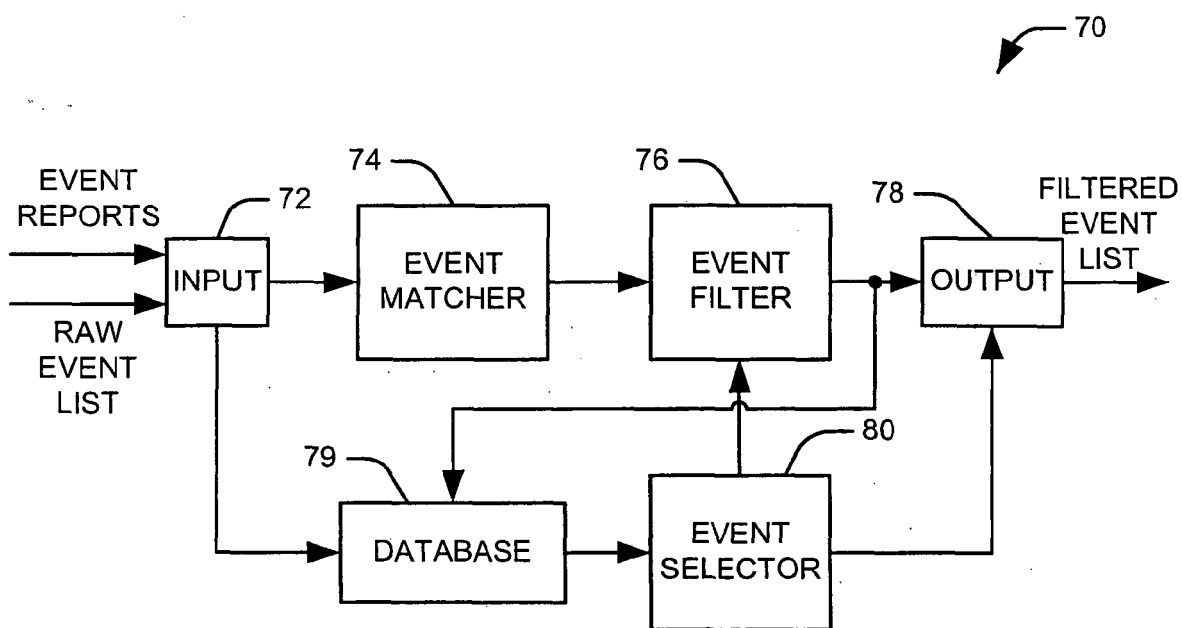 70
74
76
EVENT
REPORTS
72
78
FILTERED
EVENT
LIST
INPUT
EVENT
MATCHER
EVENT
FILTER
OUTPUT
RAW
EVENT
LIST
79
80
DATABASE
EVENT
SELECTOR